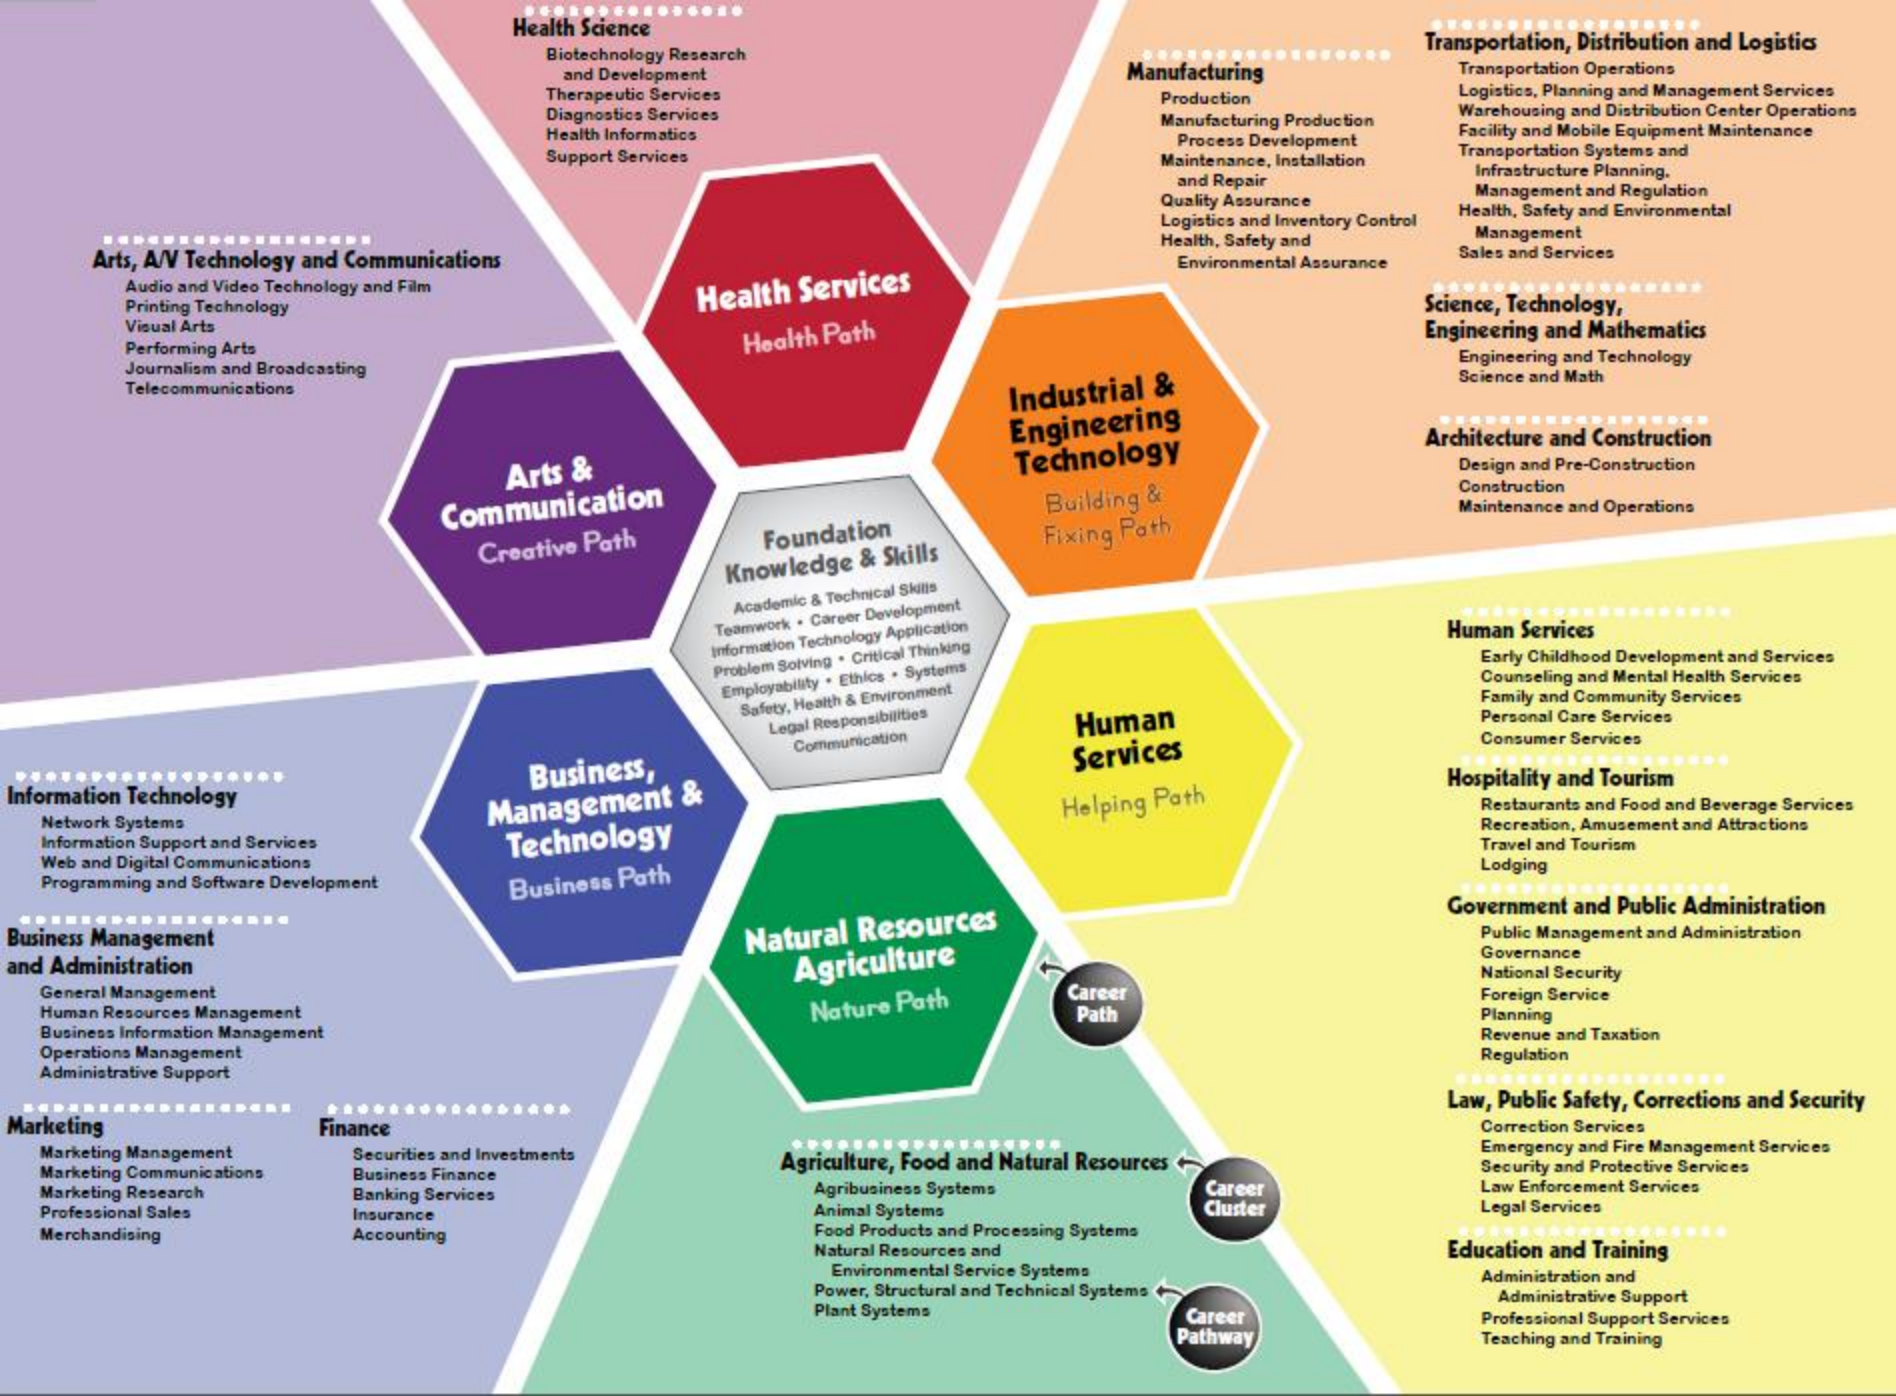 Health Science
Biotechnology Research
and Development
Therapeutic Services
Diagnostics Services
Health Informatics
Support Services
Manufacturing
Production
Manufacturing Production
Process Development
Maintenance, Installation
and Repair
Quality Assurance
Logistics and Inventory Control
Health, Safety and
Environmental Assurance
Transportation, Distribution and Logistics
Transportation Operations
Logistics, Planning and Management Services
Warehousing and Distribution Center Operations
Facility and Mobile Equipment Maintenance
Transportation Systems and
Infrastructure Planning,
Management and Regulation
Health, Safety and Environmental
Management
Sales and Services
Science, Technology,
Engineering and Mathematics
Engineering and Technology
Science and Math
Architecture and Construction
Design and Pre-Construction
Construction
Maintenance and Operations
Arts, A/V Technology and Communications
Audio and Video Technology and Film
Printing Technology
Visual Arts
Performing Arts
Journalism and Broadcasting
Telecommunications
Health Services
Health Path
Industrial &
Engineering
Technology
Building &
Fixing Path
Arts &
Communication
Creative Path
Foundation
Knowledge & Skills
Academic & Technical Skills
Teamwork • Career Development
Information Technology Application
Problem Solving • Critical Thinking
Employability • Ethics • Systems
Safety, Health & Environment
Legal Responsibilities
Communication
Human
Services
Helping Path
Business,
Management &
Technology
Business Path
Natural Resources
Agriculture
Nature Path
Career
Path
Human Services
Early Childhood Development and Services
Counseling and Mental Health Services
Family and Community Services
Personal Care Services
Consumer Services
Hospitality and Tourism
Restaurants and Food and Beverage Services
Recreation, Amusement and Attractions
Travel and Tourism
Lodging
Government and Public Administration
Public Management and Administration
Governance
National Security
Foreign Service
Planning
Revenue and Taxation
Regulation
Law, Public Safety, Corrections and Security
Correction Services
Emergency and Fire Management Services
Security and Protective Services
Law Enforcement Services
Legal Services
Education and Training
Administration and
Administrative Support
Professional Support Services
Teaching and Training
Information Technology
Network Systems
Information Support and Services
Web and Digital Communications
Programming and Software Development
Business Management
and Administration
General Management
Human Resources Management
Business Information Management
Operations Management
Administrative Support
Marketing
Marketing Management
Marketing Communications
Marketing Research
Professional Sales
Merchandising
Finance
Securities and Investments
Business Finance
Banking Services
Insurance
Accounting
Agriculture, Food and Natural Resources
Agribusiness Systems
Animal Systems
Food Products and Processing Systems
Natural Resources and
Environmental Service Systems
Power, Structural and Technical Systems
Plant Systems
Career
Cluster
Career
Pathway